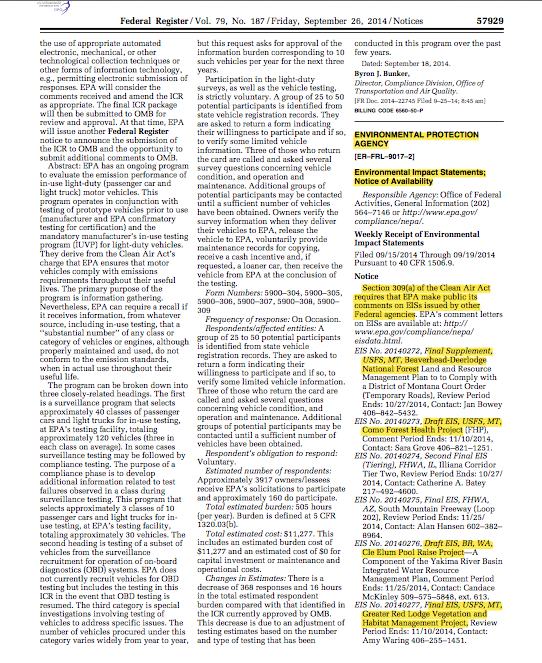 Federal Register / Vol. 79, No. 187 / Friday, September 26, 2014 / Notices
57929
the use of appropriate automated
electronic, mechanical, or other
technological collection techniques or
other forms of information technology,
e.g., permitting electronic submission of
responses. EPA will consider the
comments received and amend the ICR
as appropriate. The final ICR package
will then be submitted to OMB for
review and approval. At that time, EPA
will issue another Federal Register
notice to announce the submission of
the ICR to OMB and the opportunity to
submit additional comments to OMB.
Abstract: EPA has an ongoing program
to evaluate the emission performance of
in-use light-duty (passenger car and
light truck) motor vehicles. This
program operates in conjunction with
testing of prototype vehicles prior to use
(manufacturer and EPA confirmatory
testing for certification) and the
mandatory manufacturer's in-use testing
program (IUVP) for light-duty vehicles.
They derive from the Clean Air Act's
charge that EPA ensures that motor
vehicles comply with emissions
requirements throughout their useful
lives. The primary purpose of the
program is information gathering.
Nevertheless, EPA can require a recall if
it receives information, from whatever
source, including in-use testing, that a
"substantial number" of any class or
category of vehicles or engines, although
properly maintained and used, do not
conform to the emission standards,
when in actual use throughout their
useful life.
The program can be broken down into
three closely-related headings. The first
is a surveillance program that selects
approximately 40 classes of passenger
cars and light trucks for in-use testing,
at EPA's testing facility, totaling
approximately 120 vehicles (three in
each class on average). In some cases
surveillance testing may be followed by
compliance testing. The purpose of a
compliance phase is to develop
additional information related to test
failures observed in a class during
surveillance testing. This program that
selects approximately 3 classes of 10
passenger cars and light trucks for in-
use testing, at EPA's testing facility,
totaling approximately 30 vehicles. The
second heading is testing of a subset of
vehicles from the surveillance
recruitment for operation of on-board
diagnostics (OBD) systems. EPA does
not currently recruit vehicles for OBD
testing but includes the testing in this
ICR in the event that OBD testing is
resumed. The third category is special
investigations involving testing of
vehicles to address specific issues. The
number of vehicles procured under this
category varies widely from year to year,
but this request asks for approval of the
information burden corresponding to 10
such vehicles per year for the next three
years.
Participation in the light-duty
surveys, as well as the vehicle testing,
is strictly voluntary. A group of 25 to 50
potential participants is identified from
state vehicle registration records. They
are asked to return a form indicating
their willingness to participate and if so,
to verify some limited vehicle
information. Three of those who return
the card are called and asked several
survey questions concerning vehicle
condition, and operation and
maintenance. Additional groups of
potential participants may be contacted
until a sufficient number of vehicles
have been obtained. Owners verify the
survey information when they deliver
their vehicles to EPA, release the
vehicle to EPA, voluntarily provide
maintenance records for copying,
receive a cash incentive and, if
requested, a loaner car, then receive the
vehicle from EPA at the conclusion of
the testing.
Form Numbers: 5900–304, 5900–305,
5900–306, 5900–307, 5900–308, 5900–
309
Frequency of response: On Occasion.
Respondents/affected entities: A
group of 25 to 50 potential participants
is identified from state vehicle
registration records. They are asked to
return a form indicating their
willingness to participate and if so, to
verify some limited vehicle information.
Three of those who return the card are
called and asked several questions
concerning vehicle condition, and
operation and maintenance. Additional
groups of potential participants may be
contacted until a sufficient number of
vehicles have been obtained.
Respondent's obligation to respond:
Voluntary.
Estimated number of respondents:
Approximately 3917 owners/lessees
receive EPA's solicitations to participate
and approximately 160 do participate.
Total estimated burden: 505 hours
(per year). Burden is defined at 5 CFR
1320.03(b).
Total estimated cost: $11,277. This
includes an estimated burden cost of
$11,277 and an estimated cost of $0 for
capital investment or maintenance and
operational costs.
Changes in Estimates: There is a
decrease of 368 responses and 16 hours
in the total estimated respondent
burden compared with that identified in
the ICR currently approved by OMB.
This decrease is due to an adjustment of
testing estimates based on the number
and type of testing that has been
conducted in this program over the past
few years.
Dated: September 18, 2014.
Byron J. Bunker,
Director, Compliance Division, Office of
Transportation and Air Quality.
[FR Doc. 2014–22745 Filed 9–25–14; 8:45 am]
BILLING CODE 6560–50–P
ENVIRONMENTAL PROTECTION
AGENCY
[ER–FRL–9017–2]
Environmental Impact Statements;
Notice of Availability
Responsible Agency: Office of Federal
Activities, General Information (202)
564–7146 or http://www.epa.gov/
compliance/nepa/.
Weekly Receipt of Environmental
Impact Statements
Filed 09/15/2014 Through 09/19/2014
Pursuant to 40 CFR 1506.9.
Notice
Section 309(a) of the Clean Air Act
requires that EPA make public its
comments on EISs issued by other
Federal agencies. EPA's comment letters
on EISs are available at: http://
www.epa.gov/compliance/nepa/
eisdata.html.
EIS No. 20140272, Final Supplement,
USFS, MT, Beaverhead-Deerlodge
National Forest Land and Resource
Management Plan to to Comply with
a District of Montana Court Order
(Temporary Roads), Review Period
Ends: 10/27/2014, Contact: Jan Bowey
406–842–5432.
EIS No. 20140273, Draft EIS, USFS, MT,
Como Forest Health Project [FHP],
Comment Period Ends: 11/10/2014,
Contact: Sara Grove 406–821–1251.
EIS No. 20140274, Second Final EIS
(Tiering), FHWA, IL, Illiana Corridor
Tier Two, Review Period Ends: 10/27/
2014, Contact: Catherine A. Batey
217–492–4600.
EIS No. 20140275, Final EIS, FHWA,
AZ, South Mountain Freeway (Loop
202), Review Period Ends: 11/25/
2014, Contact: Alan Hansen 602–382–
8964.
EIS No. 20140276, Draft EIS, BR, WA,
Cle Elum Pool Raise Project—A
Component of the Yakima River Basin
Integrated Water Resource
Management Plan, Comment Period
Ends: 11/25/2014, Contact: Candace
McKinley 509–575–5848, ext. 613.
EIS No. 20140277, Final EIS, USFS, MT,
Greater Red Lodge Vegetation and
Habitat Management Project, Review
Period Ends: 11/10/2014, Contact:
Amy Waring 406–255–1451.